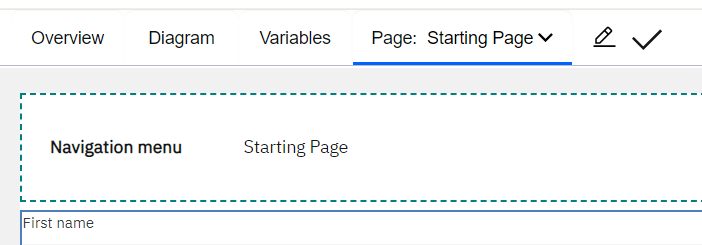 Overview Diagram Variables Page: Starting Page
Navigation menu Starting Page
First name